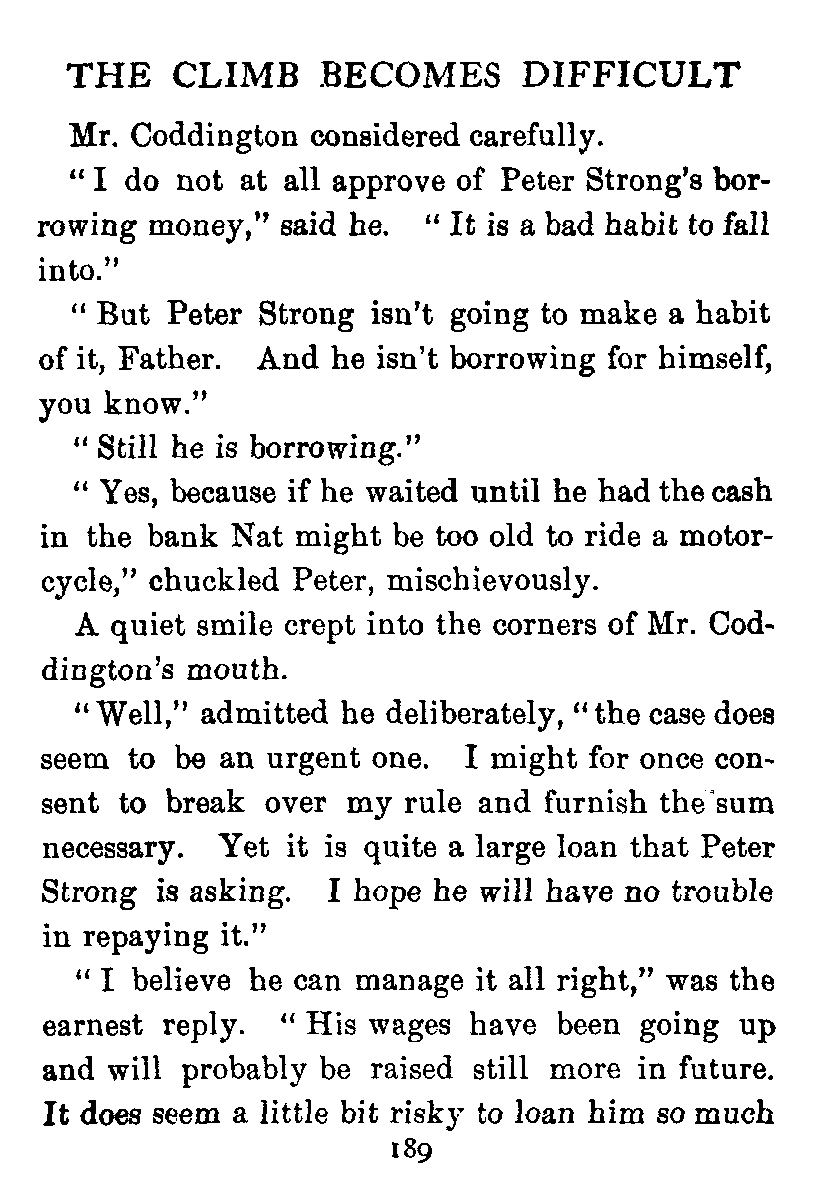 THE CLIMB BECOMES DIFFICULT
Mr. Coddington considered carefully.
“ I do not at all approve of Peter Strong’s bor-
rowing money,” said he. “ It is a bad habit to fall
into.”
“ But Peter Strong isn’t going to make a habit
of it, Father. And he isn’t borrowing for himself,
you know.”
“ Still he is borrowing.”
“ Yes, because if he waited until he had the cash
in the bank Nat might be too old to ride a motor-
cycle,” chuckled Peter, mischievously.
A quiet smile crept into the corners of Mr. Cod-
dington’s mouth.
“ Well,” admitted he deliberately, “ the case does
seem to be an urgent one. I might for once con-
sent to break over my rule and furnish the sum
necessary. Yet it is quite a large loan that Peter
Strong is asking. I hope he will have no trouble
in repaying it.”
“ I believe he can manage it all right,” was the
earnest reply. “ His wages have been going up
and will probably be raised still more in future.
It does seem a little bit risky to loan him so much
189